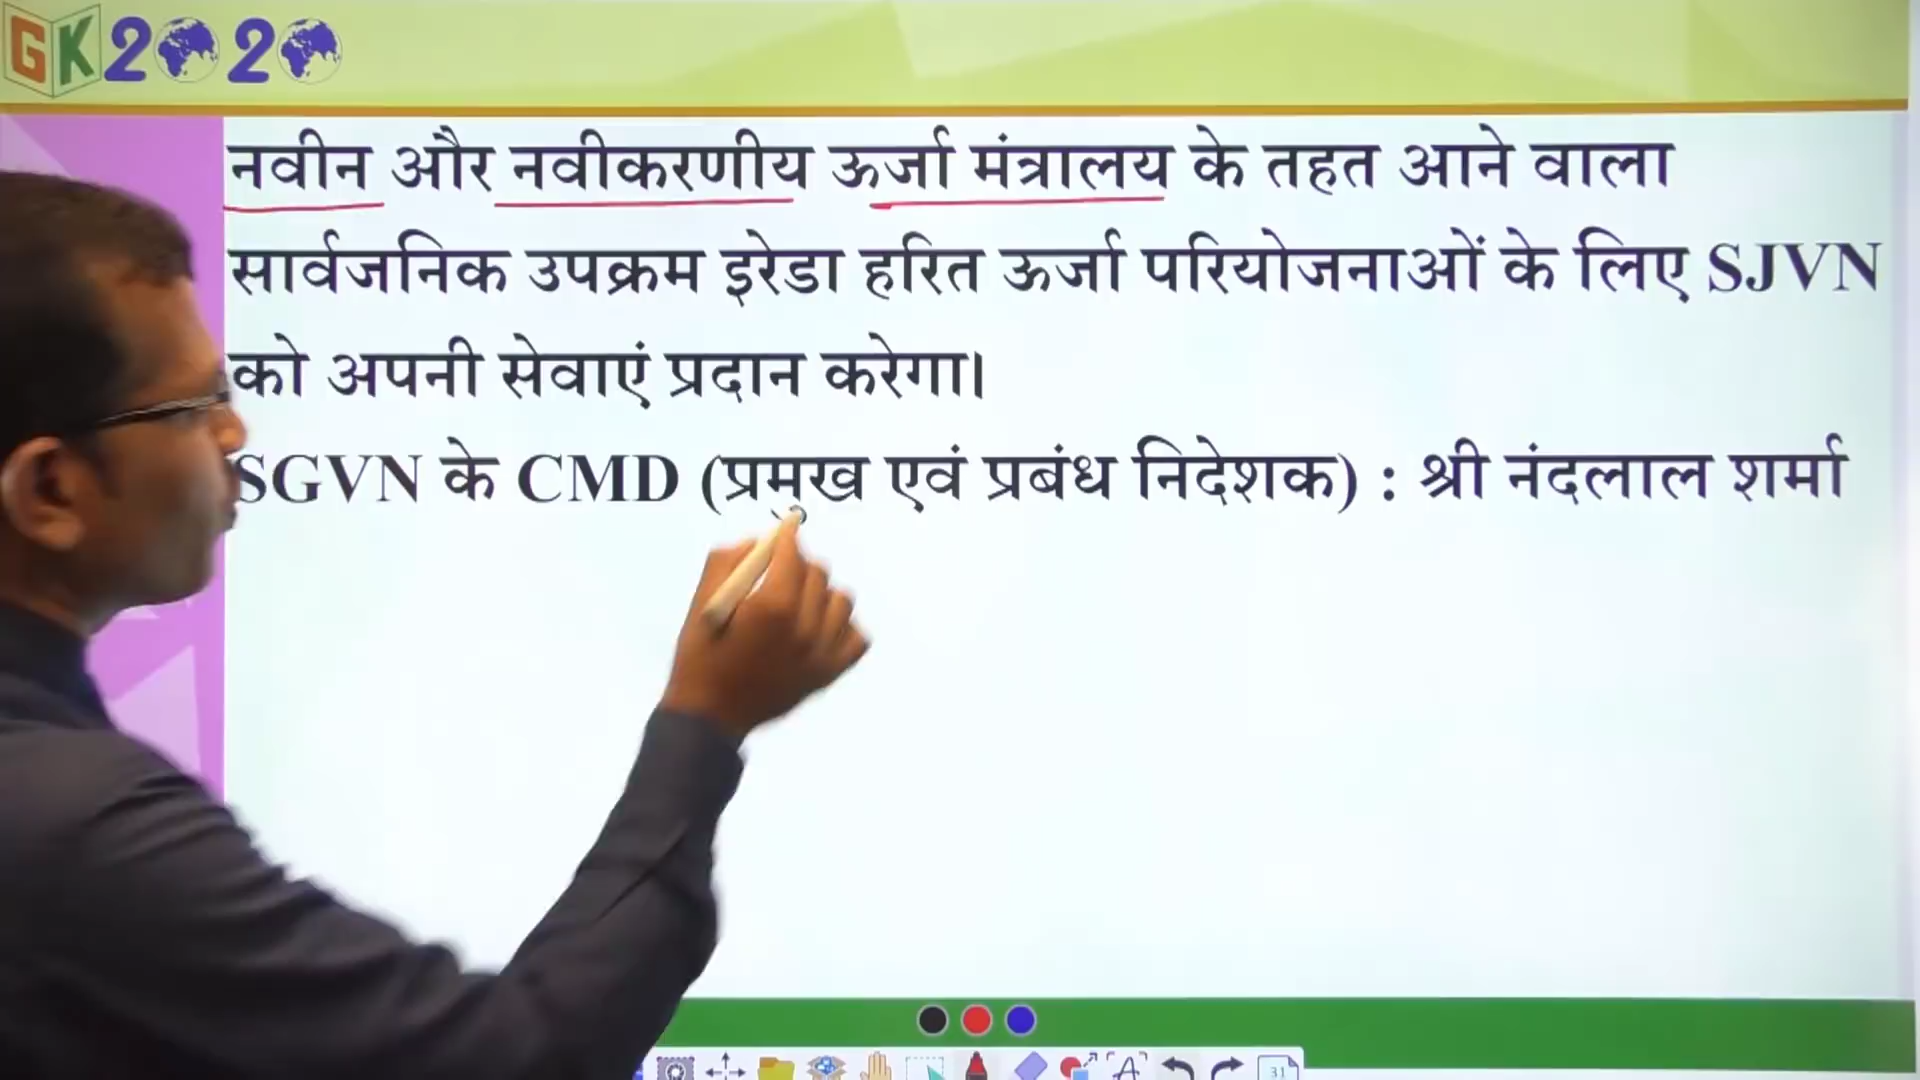 GK2020
नवीन और नवीकरणीय ऊर्जा मंत्रालय के तहत आने वाला
सार्वजनिक उपक्रम इरेडा हरित ऊर्जा परियोजनाओं के लिए SJVN
को अपनी सेवाएं प्रदान करेगा।
SGVN के CMD (प्रमुख एवं प्रबंध निदेशक) : श्री नंदलाल शर्मा
31